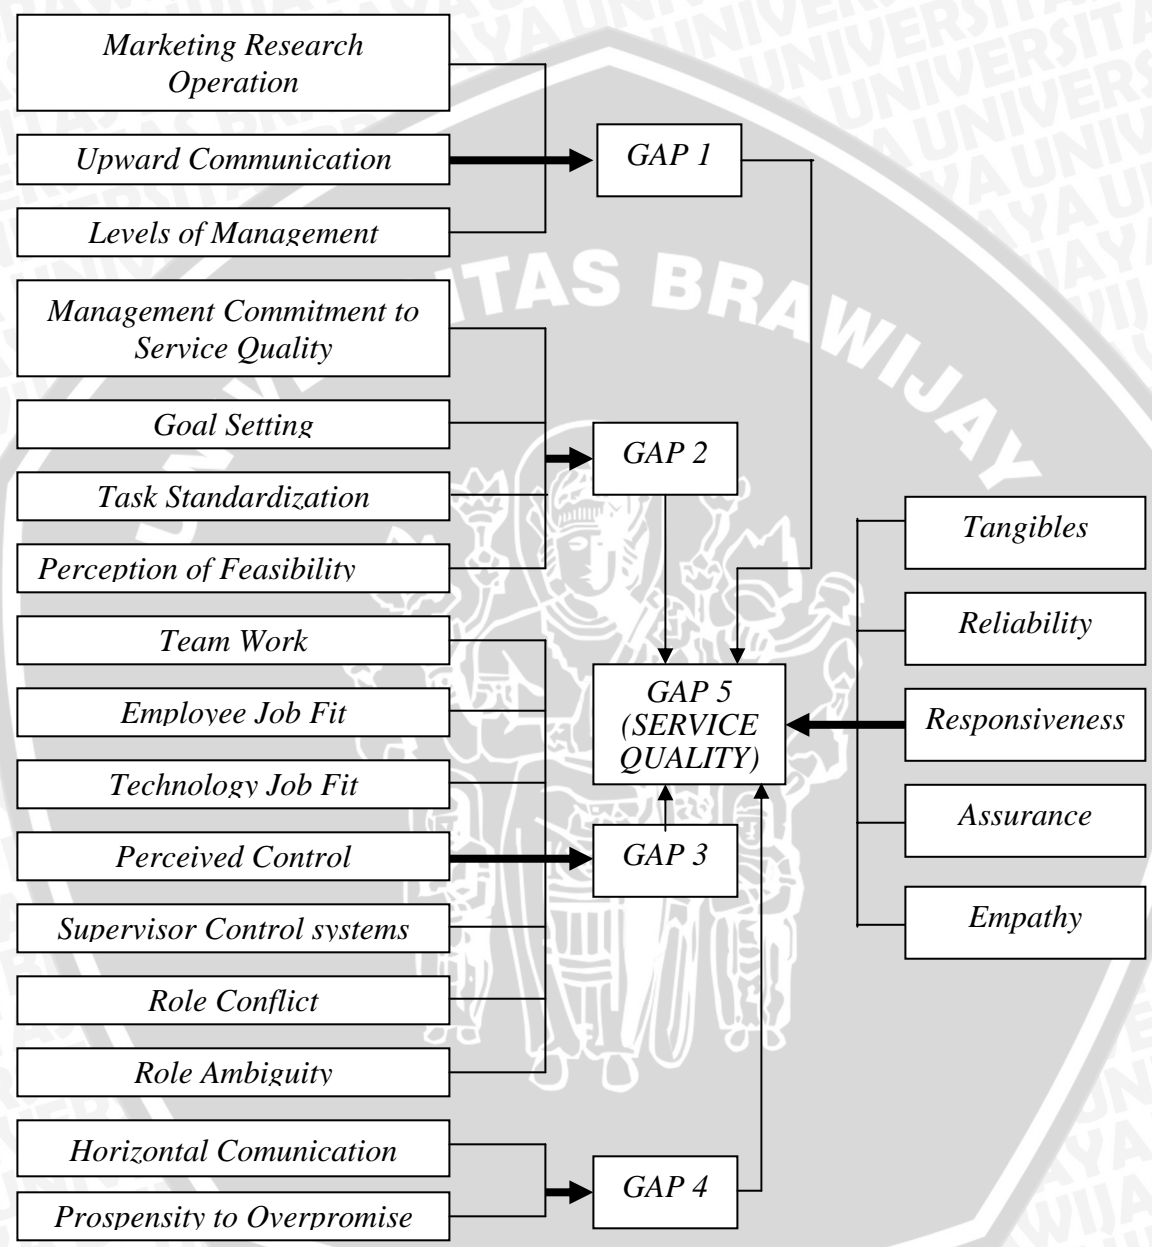 Marketing Research
Operation
Upward Communication
GAP 1
Levels of Management
Management Commitment to
Service Quality
Goal Setting
GAP 2
Task Standardization
Perception of Feasibility
Team Work
Employee Job Fit
Technology Job Fit
Perceived Control
GAP 3
Supervisor Control systems
Role Conflict
Role Ambiguity
Horizontal Comunication
GAP 4
Prospensity to Overpromise
GAP 5
(SERVICE
QUALITY)
Tangibles
Reliability
Responsiveness
Assurance
Empathy